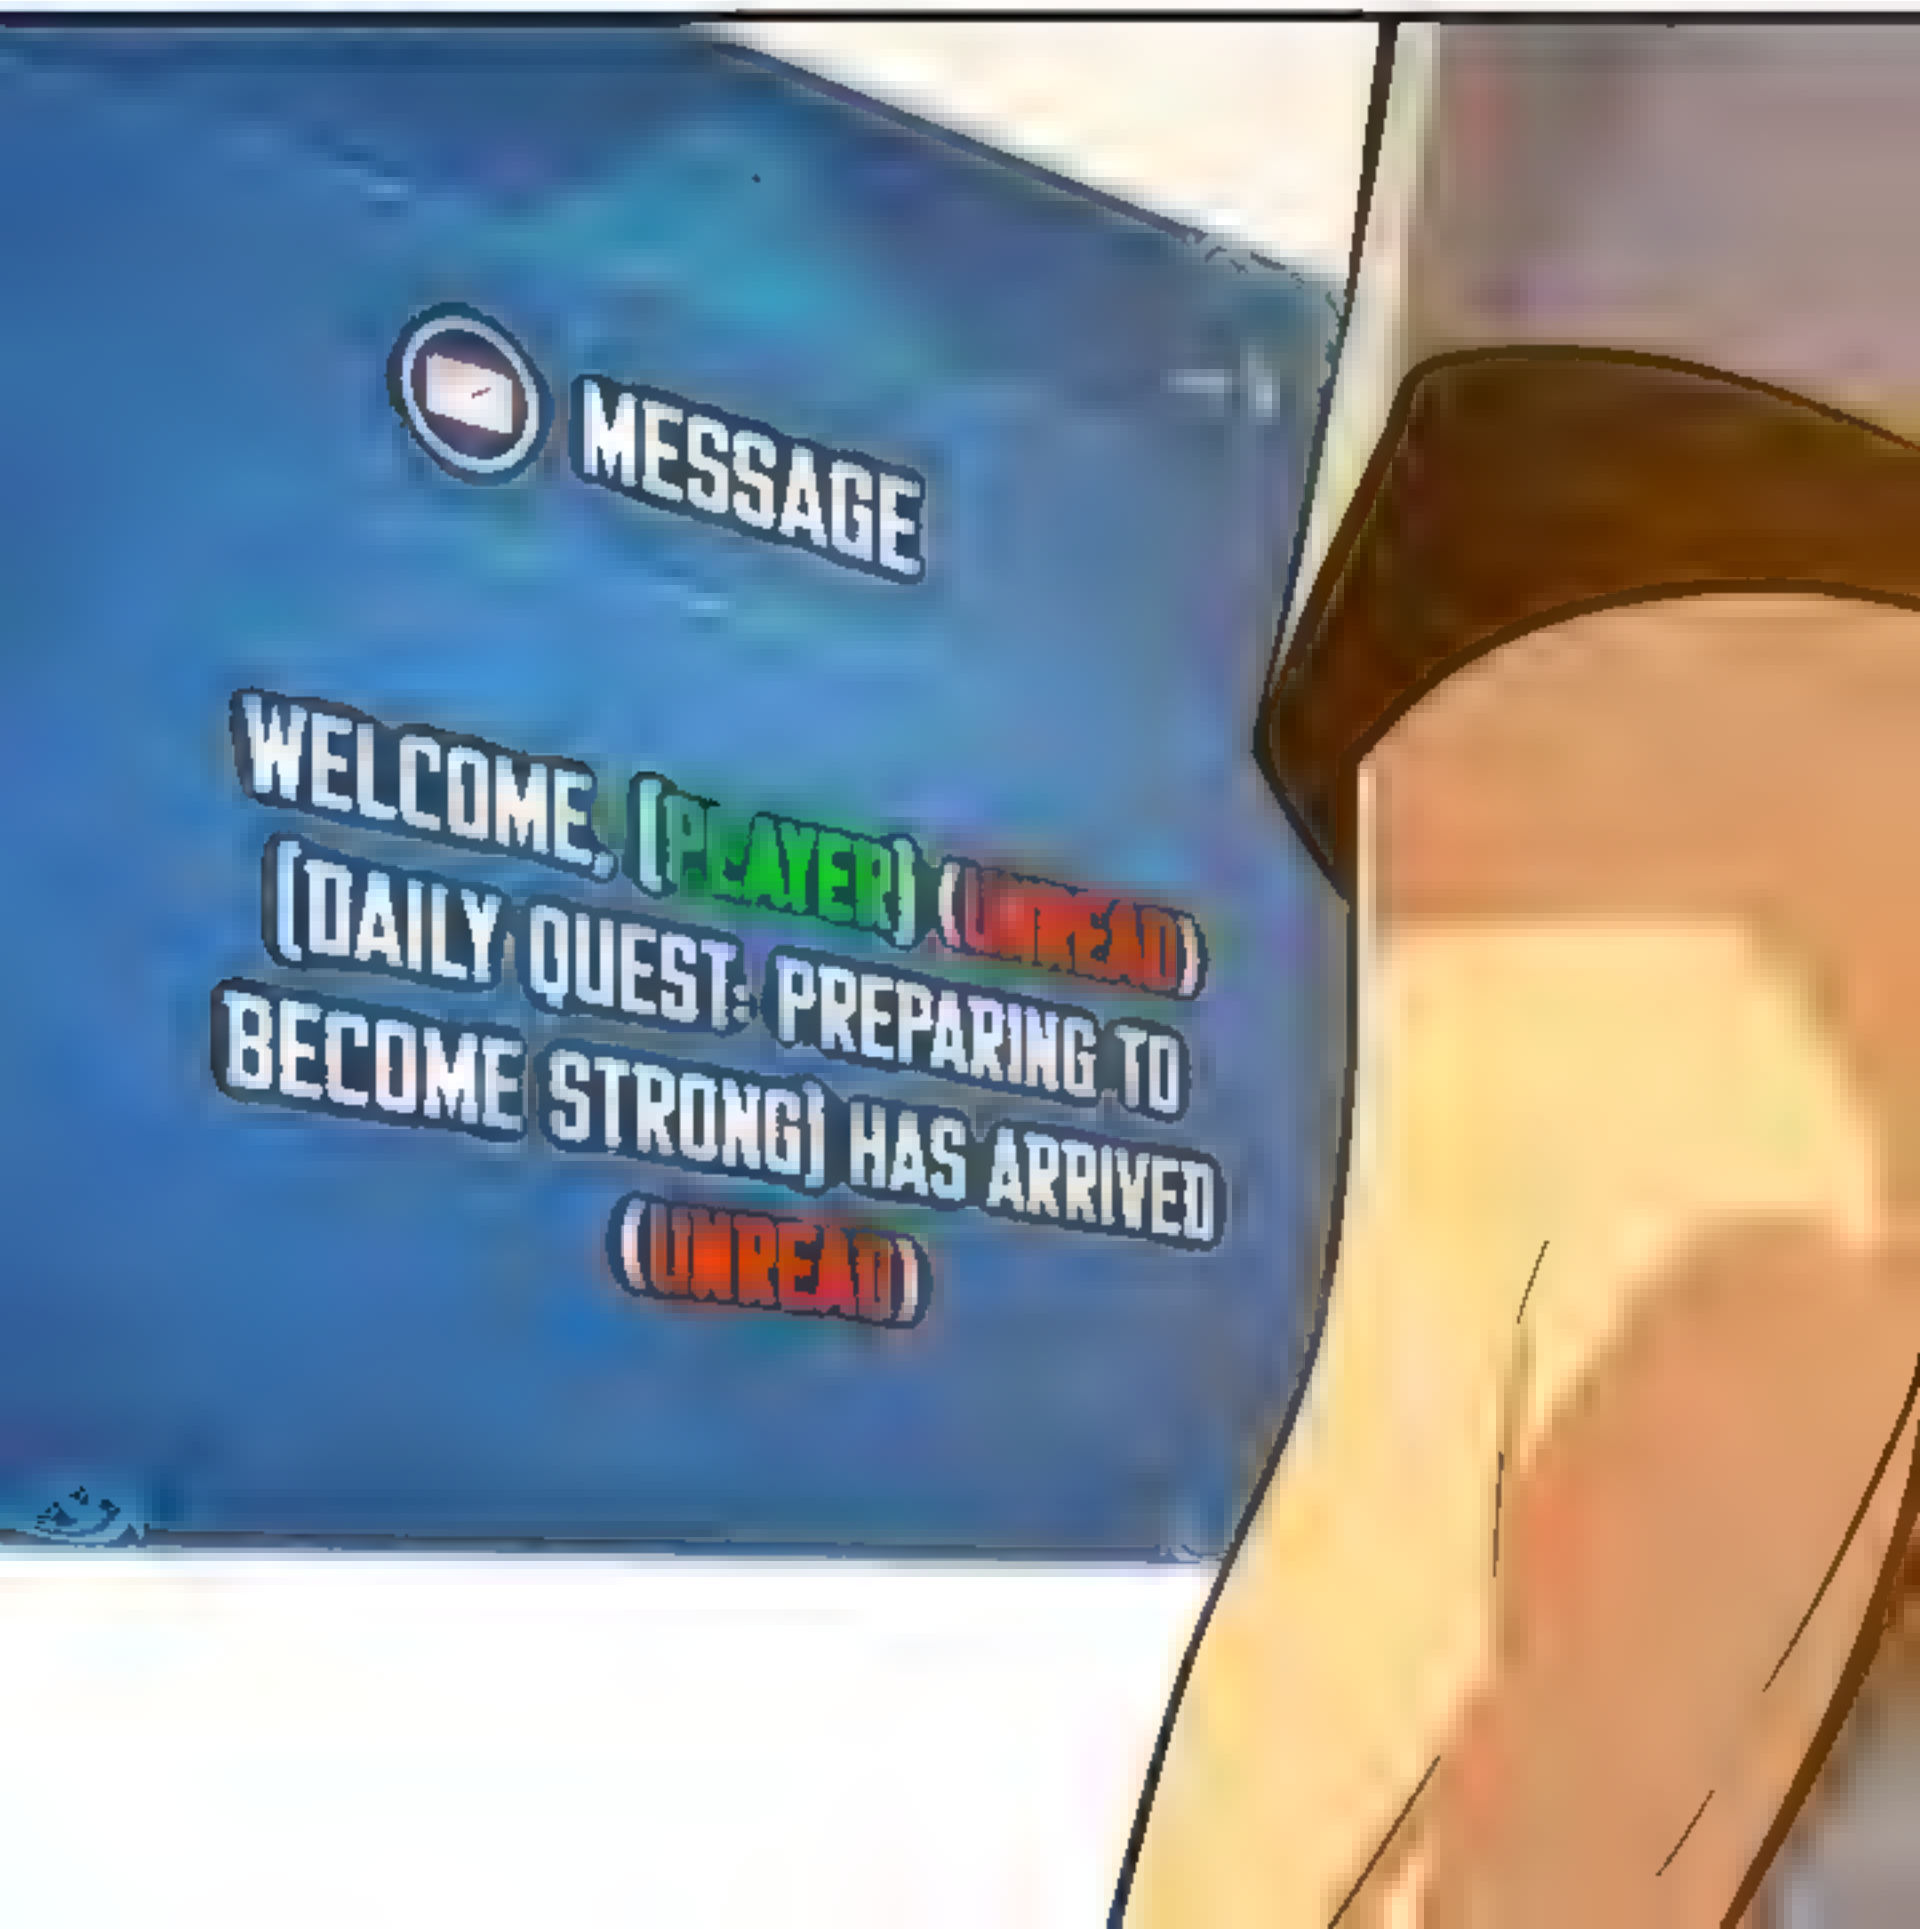 MESSAGE
WELCOME, (PLAYER) (UNREAD)
(DAILY QUEST: PREPARING TO
BECOME STRONG) HAS ARRIVED
(UNREAD)